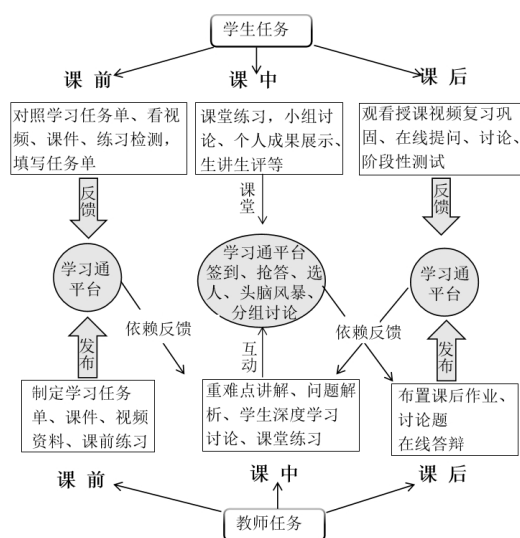 学生任务
课 前
课 中
课 后
对照学习任务单、看视
频、课件、练习检测，
填写任务单
课堂练习，小组讨
论、个人成果展示、
生讲生评等
观看授课视频复习巩
固、在线提问、讨论、
阶段性测试
反馈
课堂
反馈
学习通
平台
学习通平台
签到、抢答、选
人、头脑风暴、
分组讨论
学习通
平台
依赖反馈
依赖反馈
发布
互动
发布
制定学习任务
单、课件、视频
资料、课前练习
重难点讲解、问题解
析、学生深度学习
讨论、课堂练习
布置课后作业、
讨论题
在线答辩
课 前
课 中
课 后
教师任务